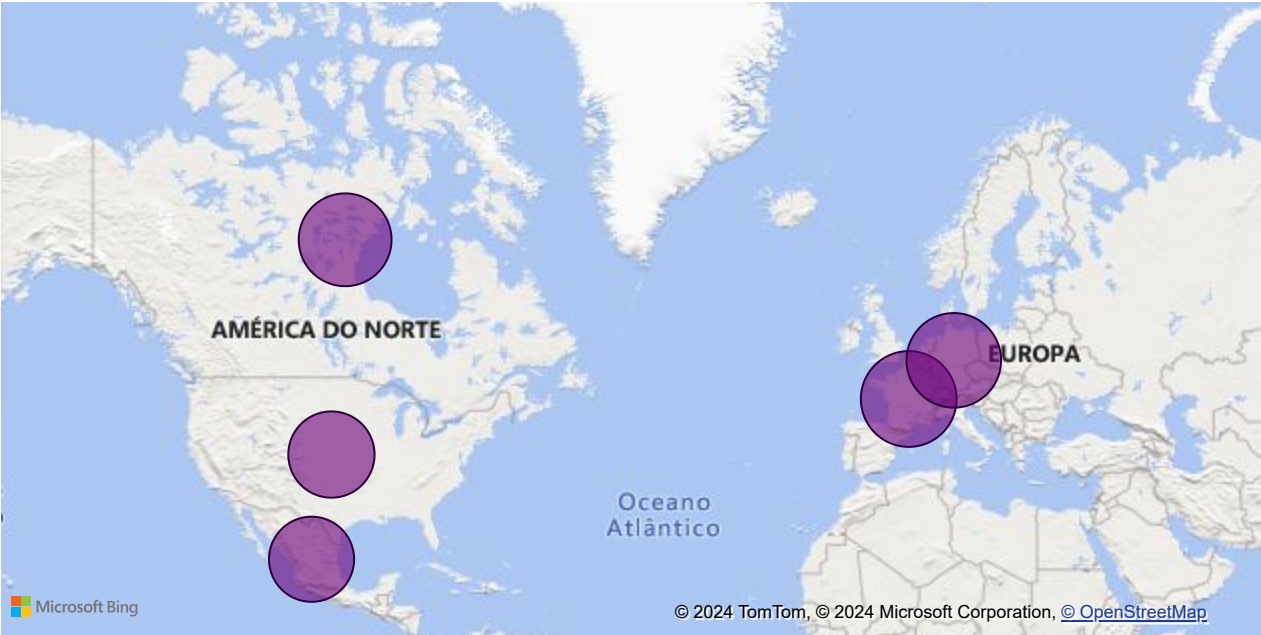 AMÉRICA DO NORTE
EUROPA
Oceano
Atlântico
Microsoft Bing
© 2024 TomTom, © 2024 Microsoft Corporation, © OpenStreetMap